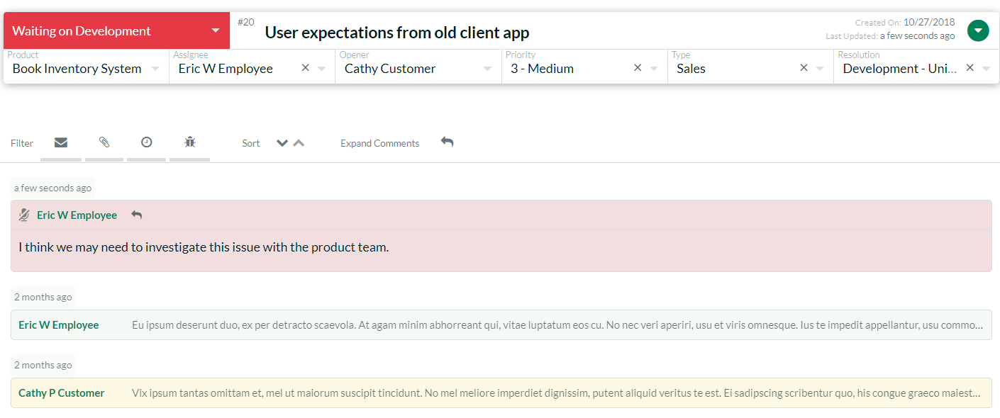 Waiting on Development
#20
User expectations from old client app
Created On: 10/27/2018
Last Updated: a few seconds ago
Product
Book Inventory System
Assignee
Eric W Employee
Opener
Cathy Customer
Priority
3 - Medium
Type
Sales
Resolution
Development - Uni...
Filter
Sort
Expand Comments
a few seconds ago
Eric W Employee
I think we may need to investigate this issue with the product team.
2 months ago
Eric W Employee
Eu ipsum deserunt duo, ex per detracto scaevola. At agam minim abhorreant qui, vitae luptatum eos cu. No nec veri aperiri, usu et viris omnesque. Ius te impedit appellantur, usu commo...
2 months ago
Cathy P Customer
Vix ipsum tantas omittam et, mel ut maiorum suscipit tincidunt. No mel meliore imperdiet dignissim, putent aliquid veritus te est. Ei sadipscing scribentur quo, his congue graeco maiest...